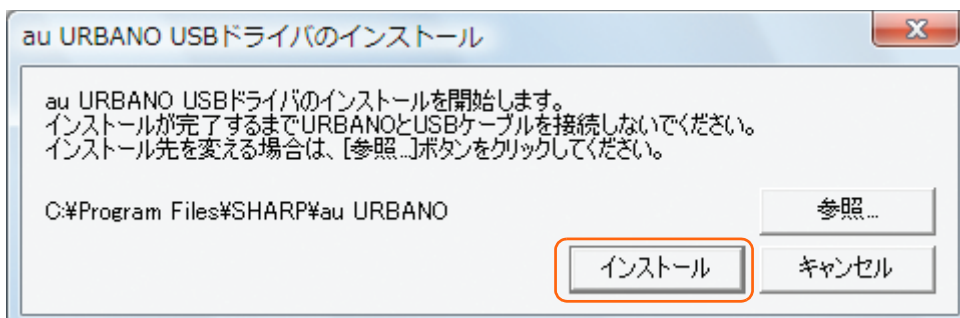 au URBANO USBドライバのインストール
au URBANO USBドライバのインストールを開始します。
インストールが完了するまでURBANOとUSBケーブルを接続しないでください。
インストール先を変える場合は、[参照...]ボタンをクリックしてください。
C:¥Program Files¥SHARP¥au URBANO
参照...
インストール
キャンセル